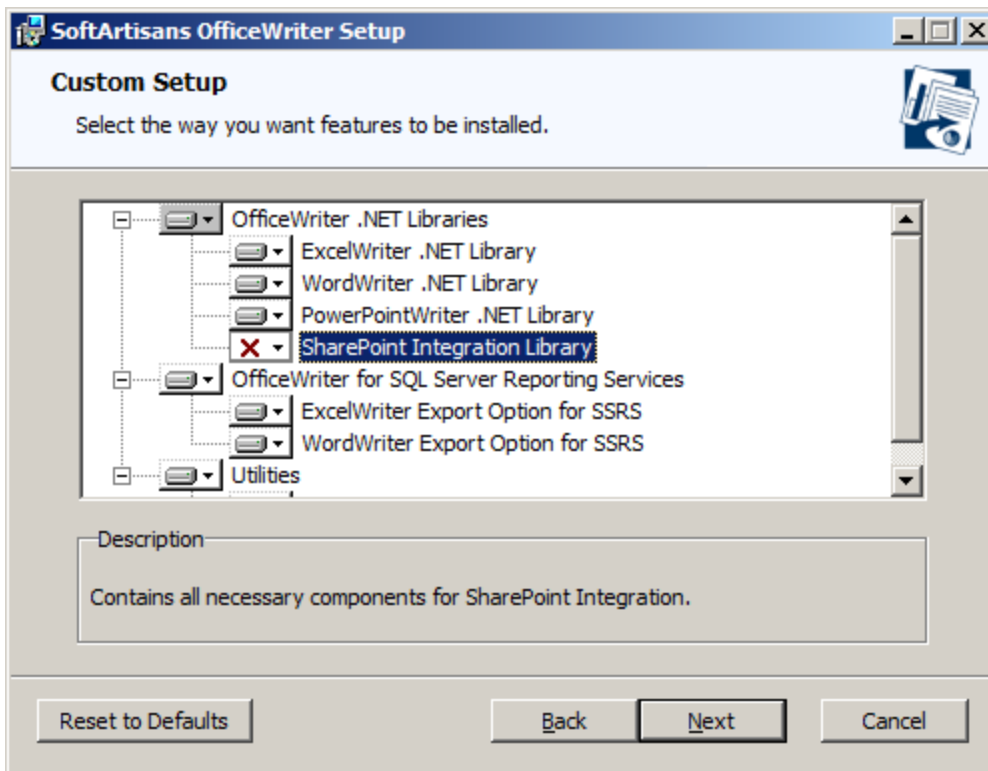 SoftArtisans OfficeWriter Setup
Custom Setup
Select the way you want features to be installed.
OfficeWriter .NET Libraries
ExcelWriter .NET Library
WordWriter .NET Library
PowerPointWriter .NET Library
SharePoint Integration Library
OfficeWriter for SQL Server Reporting Services
ExcelWriter Export Option for SSRS
WordWriter Export Option for SSRS
Utilities
Description
Contains all necessary components for SharePoint Integration.
Reset to Defaults Back Next Cancel